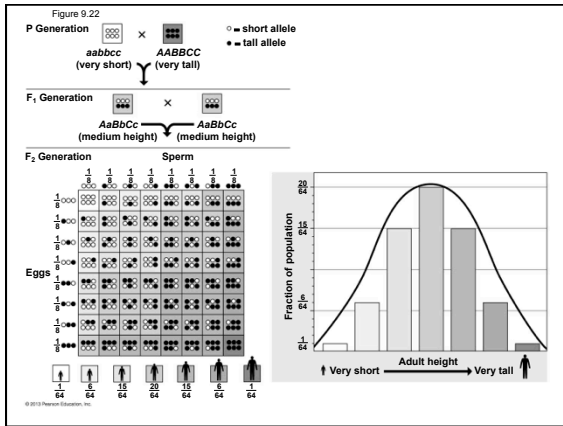 Figure 9.22
P Generation
aabbcc
(very short)
×
AABBCC
(very tall)
short allele
tall allele
F1 Generation
×
AaBbCc
(medium height)
AaBbCc
(medium height)
F2 Generation
Sperm
1/8 1/8 1/8 1/8 1/8 1/8 1/8 1/8
Eggs
1/8
1/8
1/8
1/8
1/8
1/8
1/8
1/8
1/64 6/64 15/64 20/64 15/64 6/64 1/64
© 2013 Pearson Education, Inc.
Fraction of population
20/64
15/64
6/64
1/64
Adult height
Very short
Very tall